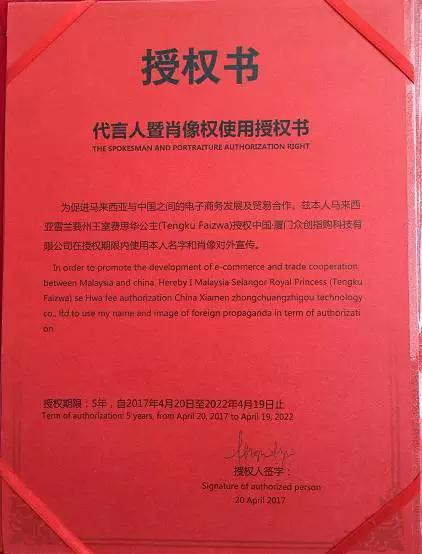 授权书
代言人暨肖像权使用授权书
THE SPOKESMAN AND PORTRAITURE AUTHORIZATION RIGHT
为促进马来西亚与中国之间的电子商务发展及贸易合作。兹本人马来西
亚雪兰莪州王室费思华公主(Tengku Faizwa)授权中国·厦门众创指购科技有
限公司在授权期限内使用本人名字和肖像对外宣传。
In order to promote the development of e-commerce and trade cooperation
between Malaysia and china. Hereby I Malaysia Selangor Royal Princess (Tengku
Faizwa) se Hwa fee authorization China Xiamen zhongchuangzhigou technology
co., ltd.to use my name and image of foreign propaganda in term of authorizati
on.
授权期限：5年，自2017年4月20日至2022年4月19日止
Term of authorization: 5 years, from April 20, 2017 to April 19, 2022
授权人签字：
Signature of authorized person
20 April 2017